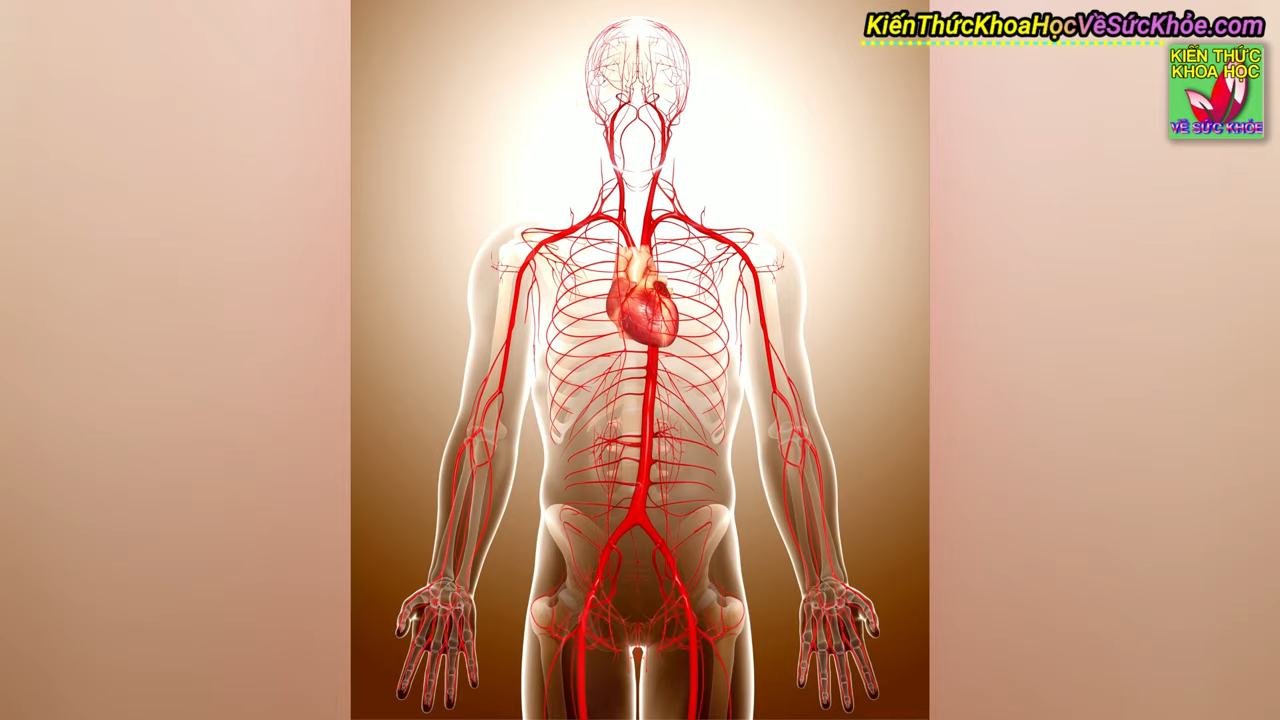 KiếnThứcKhoaHọcVềSứcKhỏe.com
KIẾN THỨC
KHOA HỌC
VỀ SỨC KHỎE